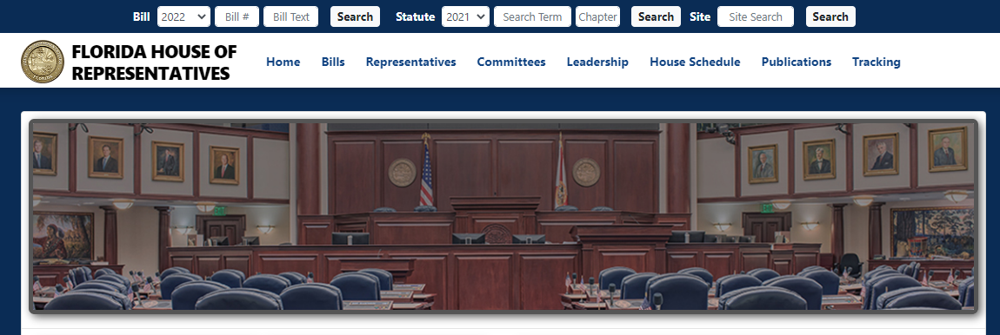 Bill 2022 Bill # Bill Text Search Statute 2021 Search Term Chapter Search Site Site Search Search
FLORIDA HOUSE OF
REPRESENTATIVES
Home Bills Representatives Committees Leadership House Schedule Publications Tracking